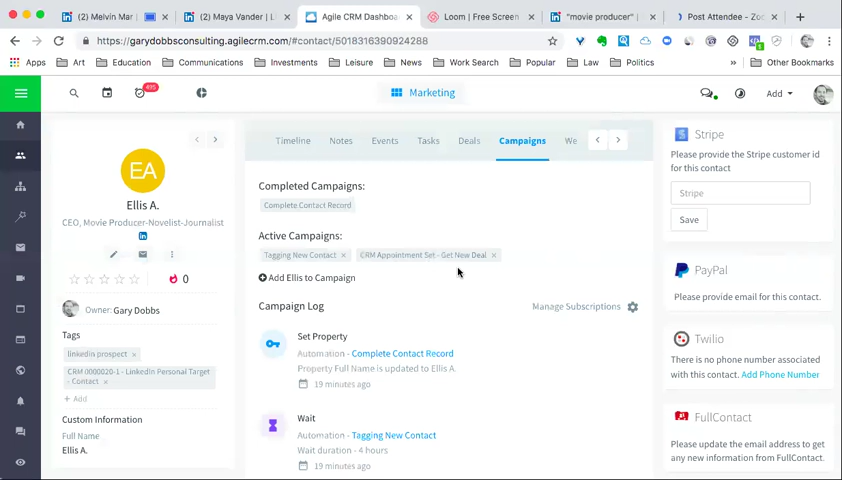 (2) Melvin Mar |
(2) Maya Vander | Li
Agile CRM Dashboa
Loom | Free Screen
"movie producer" |
Post Attendee - Zoo
https://garydobbsconsulting.agilecrm.com/#contact/5018316390924288
Apps
Art
Education
Communications
Investments
Leisure
News
Work Search
Popular
Law
Politics
»
Other Bookmarks
495
Marketing
Add
EA
Ellis A.
CEO, Movie Producer-Novelist-Journalist
0
Owner: Gary Dobbs
Tags
linkedin prospect ×
CRM 0000020-1 - LinkedIn Personal Target
- Contact ×
+ Add
Custom Information
Full Name
Ellis A.
Timeline
Notes
Events
Tasks
Deals
Campaigns
We
Completed Campaigns:
Complete Contact Record
Active Campaigns:
Tagging New Contact ×
CRM Appointment Set - Get New Deal ×
Add Ellis to Campaign
Campaign Log
Manage Subscriptions
Set Property
Automation - Complete Contact Record
Property Full Name is updated to Ellis A.
19 minutes ago
Wait
Automation - Tagging New Contact
Wait duration - 4 hours
19 minutes ago
Stripe
Please provide the Stripe customer id
for this contact
Stripe
Save
PayPal
Please provide email for this contact.
Twilio
There is no phone number associated
with this contact. Add Phone Number
FullContact
Please update the email address to get
any new information from FullContact.